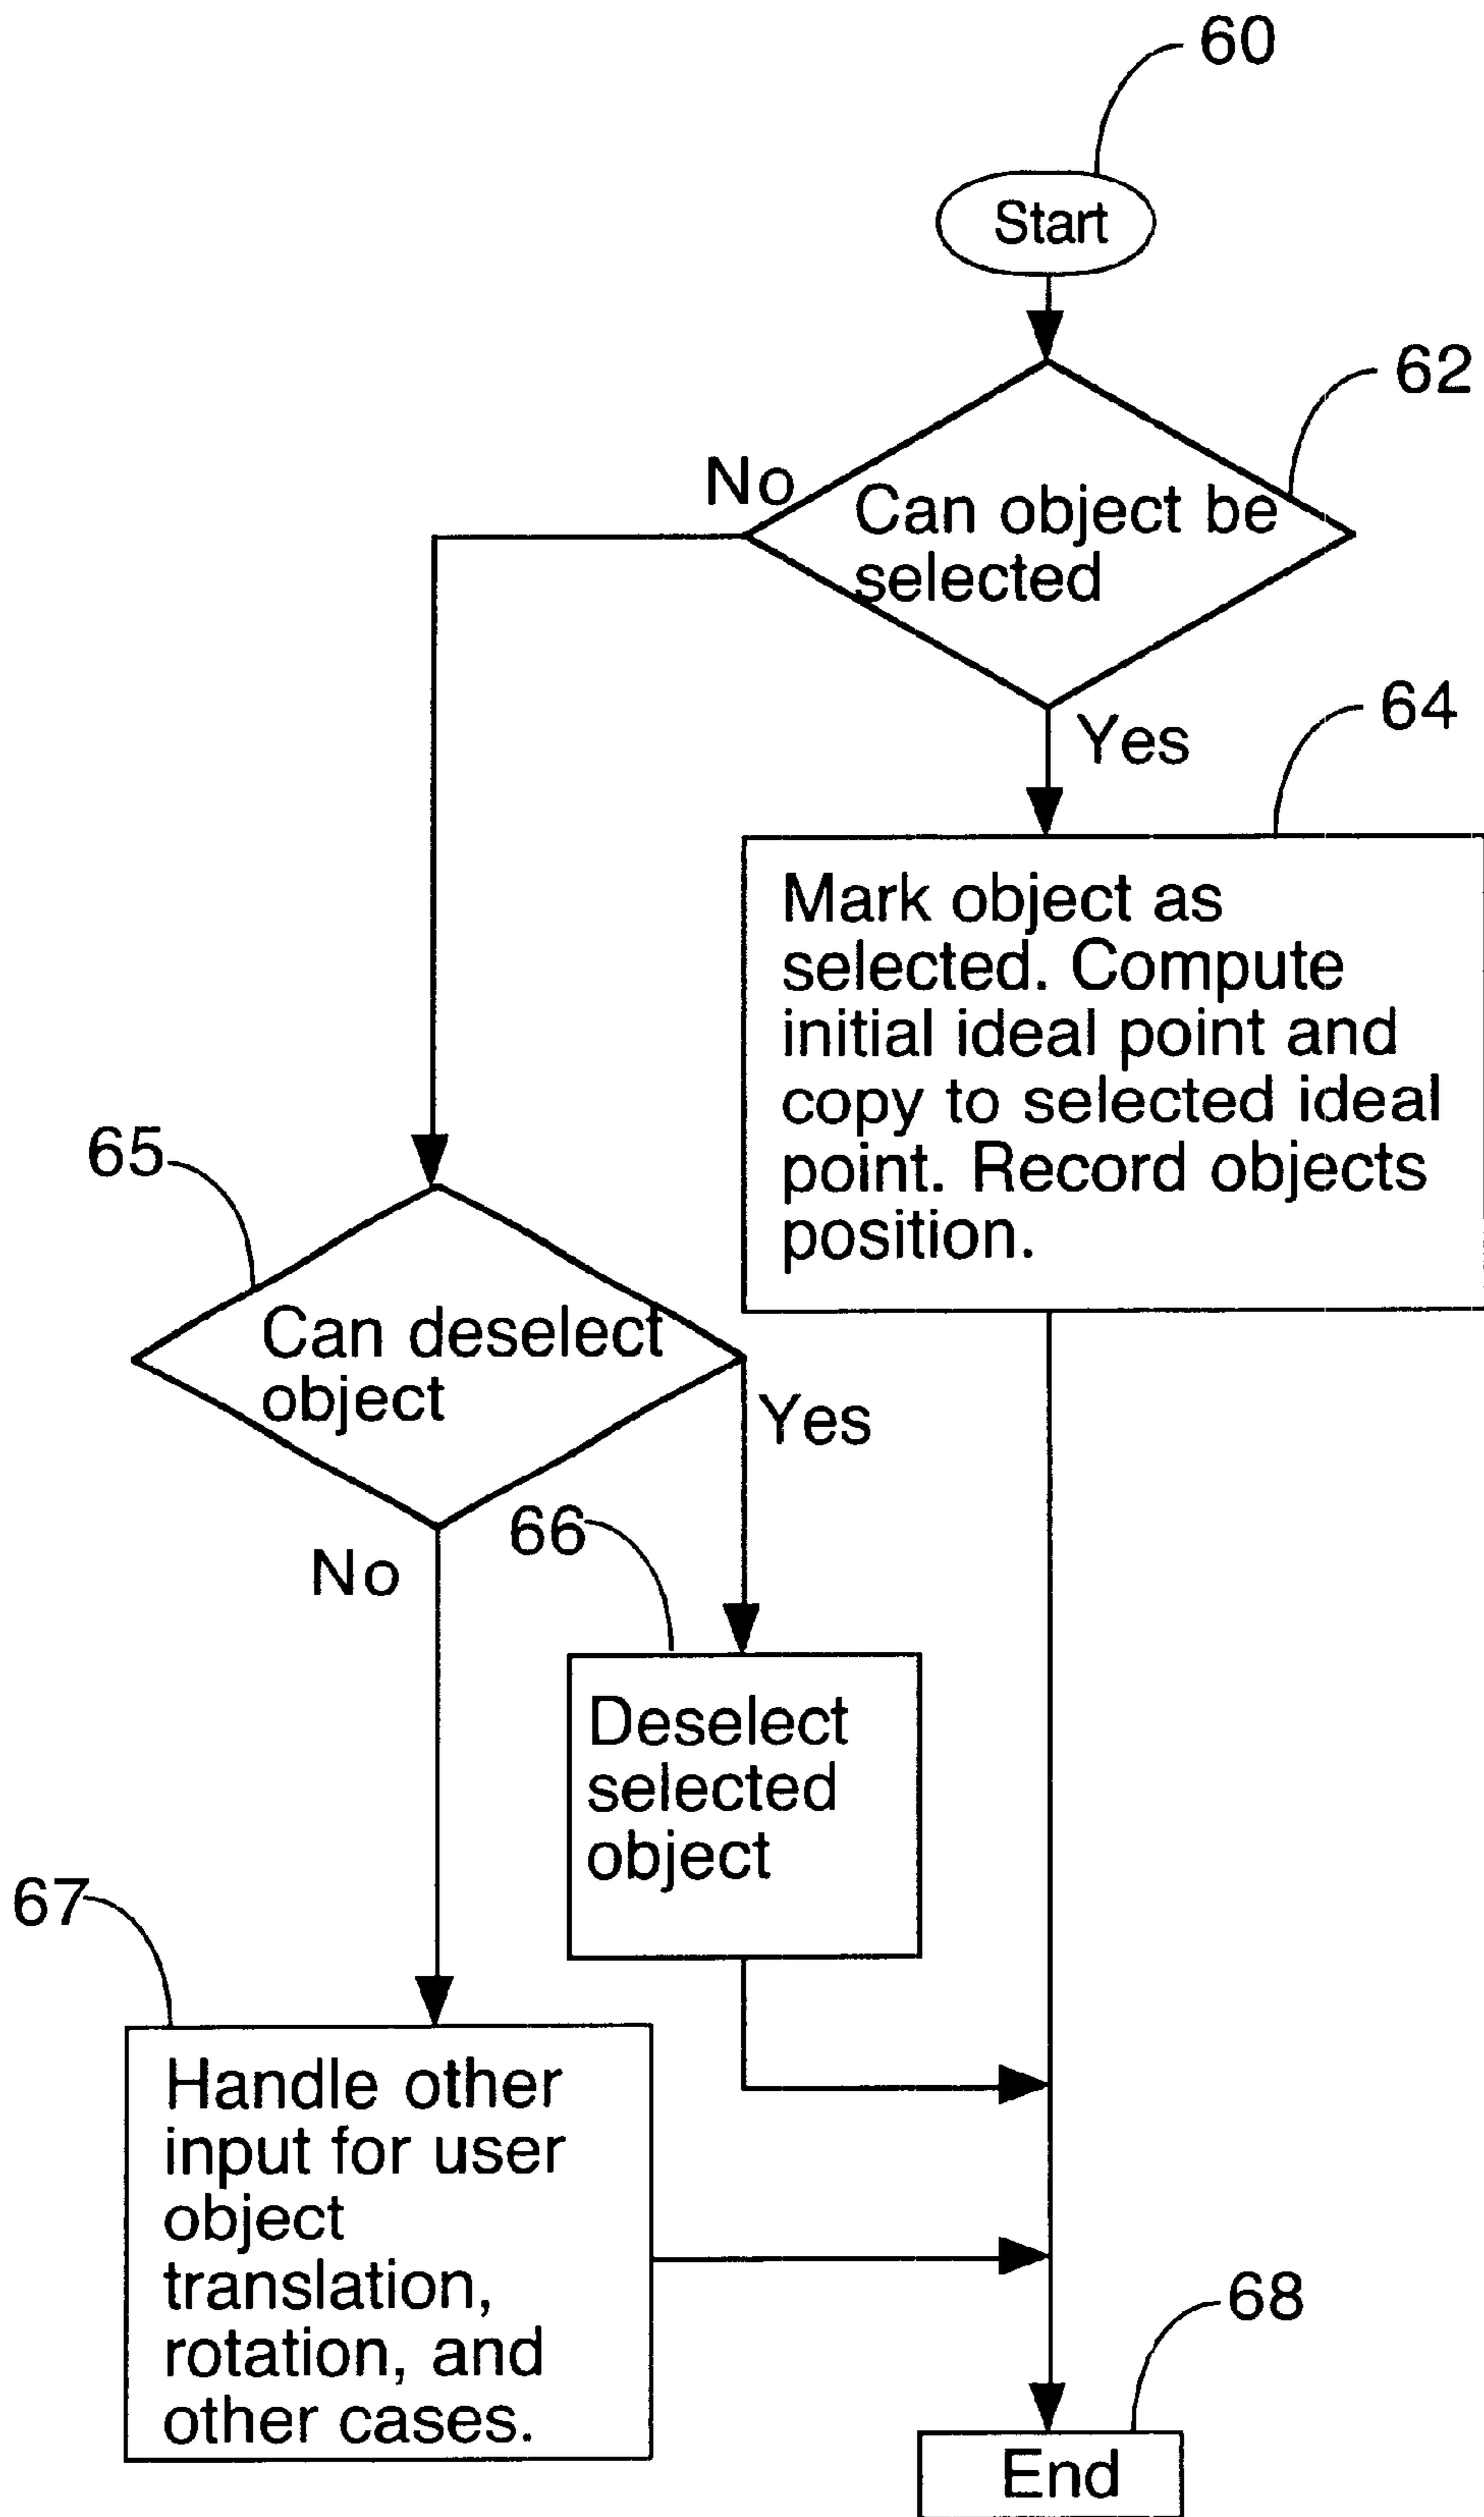 60
Start
62
No
Can object be
selected
Yes
64
Mark object as
selected. Compute
initial ideal point and
copy to selected ideal
point. Record objects
position.
65
Can deselect
object
Yes
No
66
Deselect
selected
object
67
Handle other
input for user
object
translation,
rotation, and
other cases.
68
End